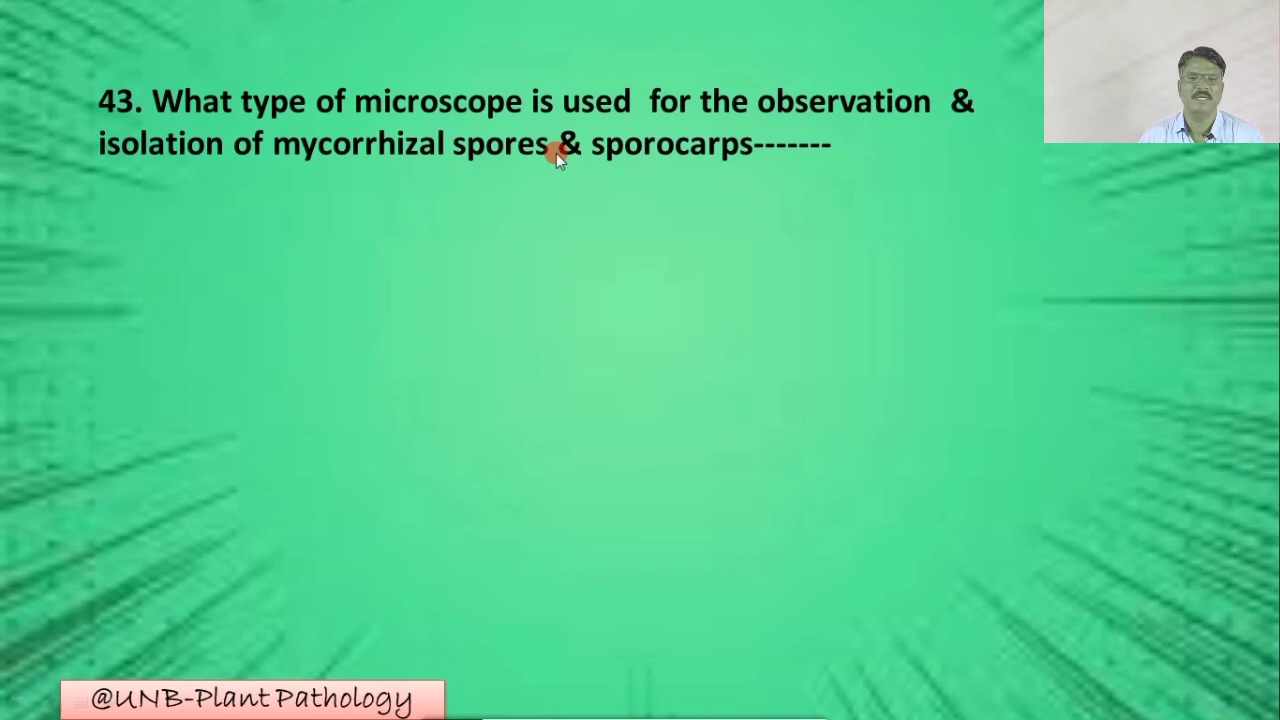 43. What type of microscope is used for the observation &
isolation of mycorrhizal spores & sporocarps-------
@UNB-Plant Pathology